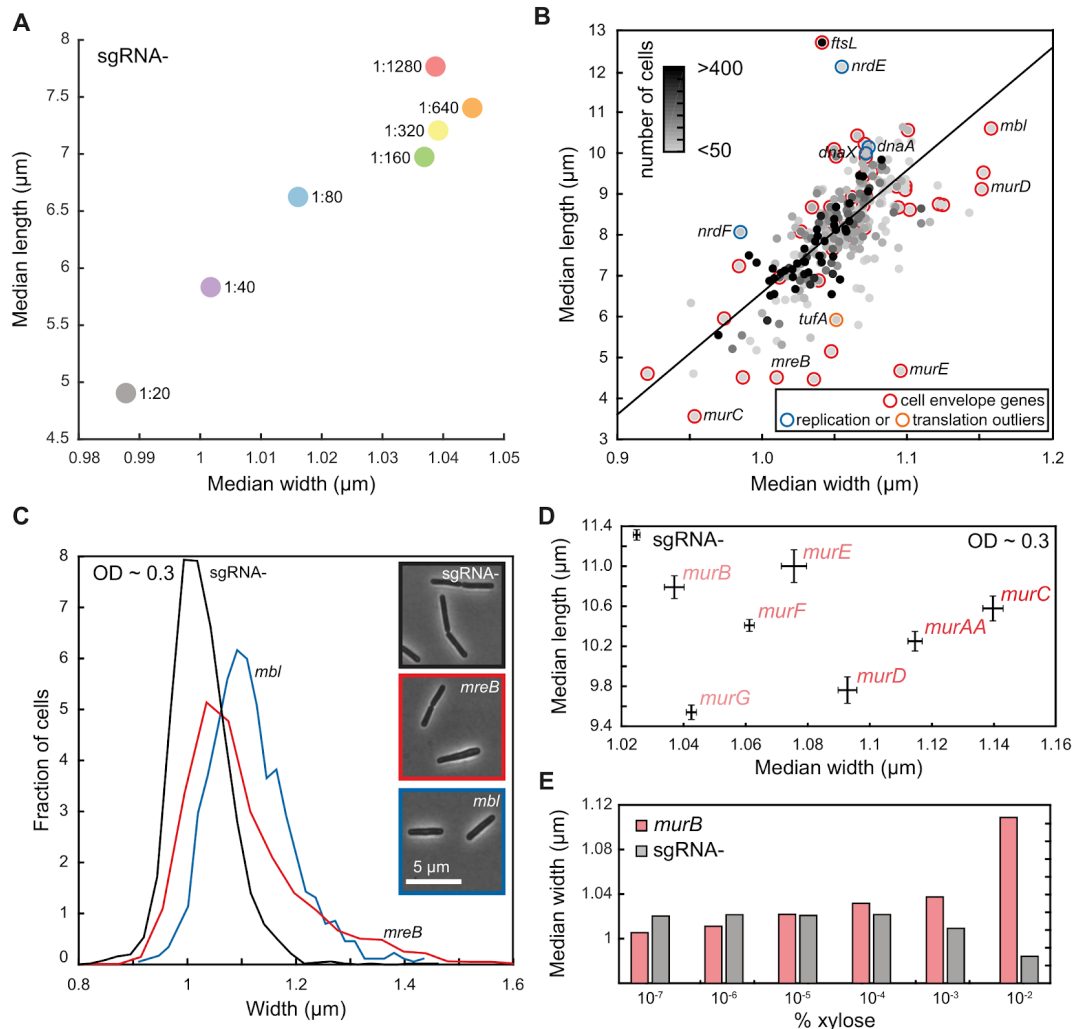 A
sgRNA-
8
7.5
7
6.5
6
5.5
5
4.5
Median length (µm)
1:1280
1:640
1:320
1:160
1:80
1:40
1:20
0.98 0.99 1 1.01 1.02 1.03 1.04 1.05
Median width (µm)
B
13
12
11
10
9
8
7
6
5
4
3
Median length (µm)
number of cells
>400
<50
ftsL
nrdE
mbl
dnaA
dnaX
murD
nrdF
tufA
mreB
murE
murC
cell envelope genes
replication or translation outliers
0.9 1.0 1.1 1.2
Median width (µm)
C
OD ~ 0.3
8
7
6
5
4
3
2
1
0
Fraction of cells
sgRNA-
mbl
mreB
sgRNA-
mreB
mbl
5 µm
0.8 1 1.2 1.4 1.6
Width (µm)
D
11.4
11.0
10.6
10.2
9.8
9.4
Median length (µm)
sgRNA-
OD ~ 0.3
murE
murB
murC
murF
murAA
murD
murG
1.02 1.04 1.06 1.08 1.10 1.12 1.14 1.16
Median width (µm)
E
1.12
1.08
1.04
1
Median width (µm)
murB
sgRNA-
10-7 10-6 10-5 10-4 10-3 10-2
% xylose